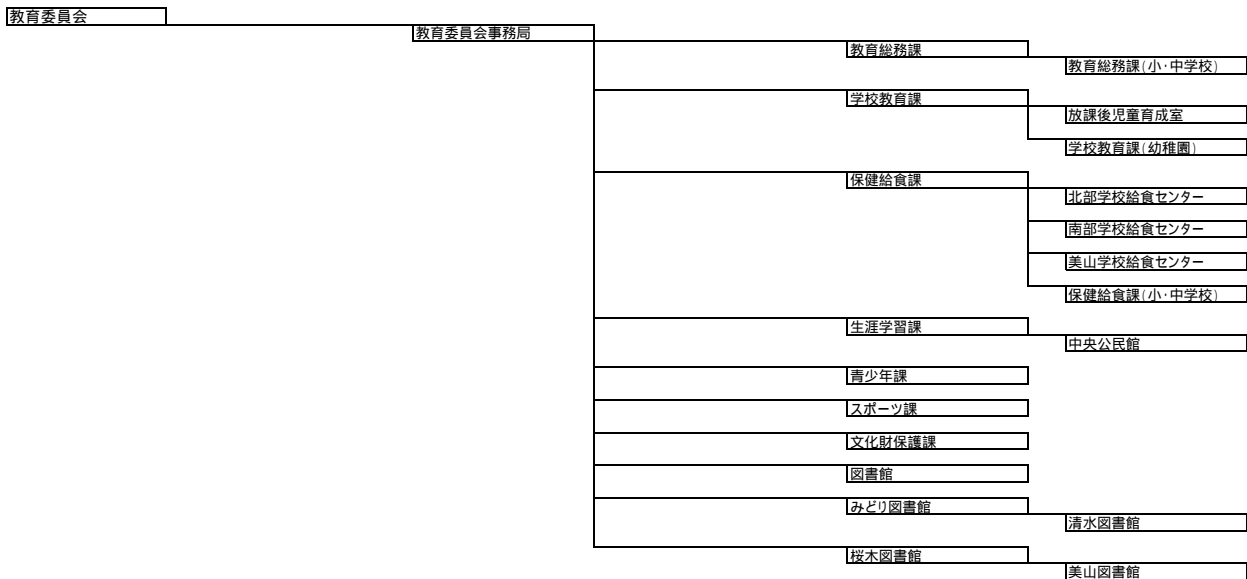 教育委員会
教育委員会事務局
教育総務課
教育総務課(小・中学校)
学校教育課
放課後児童育成室
学校教育課(幼稚園)
保健給食課
北部学校給食センター
南部学校給食センター
美山学校給食センター
保健給食課(小・中学校)
生涯学習課
中央公民館
青少年課
スポーツ課
文化財保護課
図書館
みどり図書館
清水図書館
桜木図書館
美山図書館